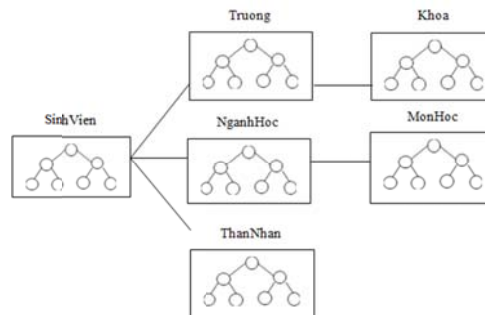 Truong
Khoa
SinhVien
NganhHoc
MonHoc
ThanNhan